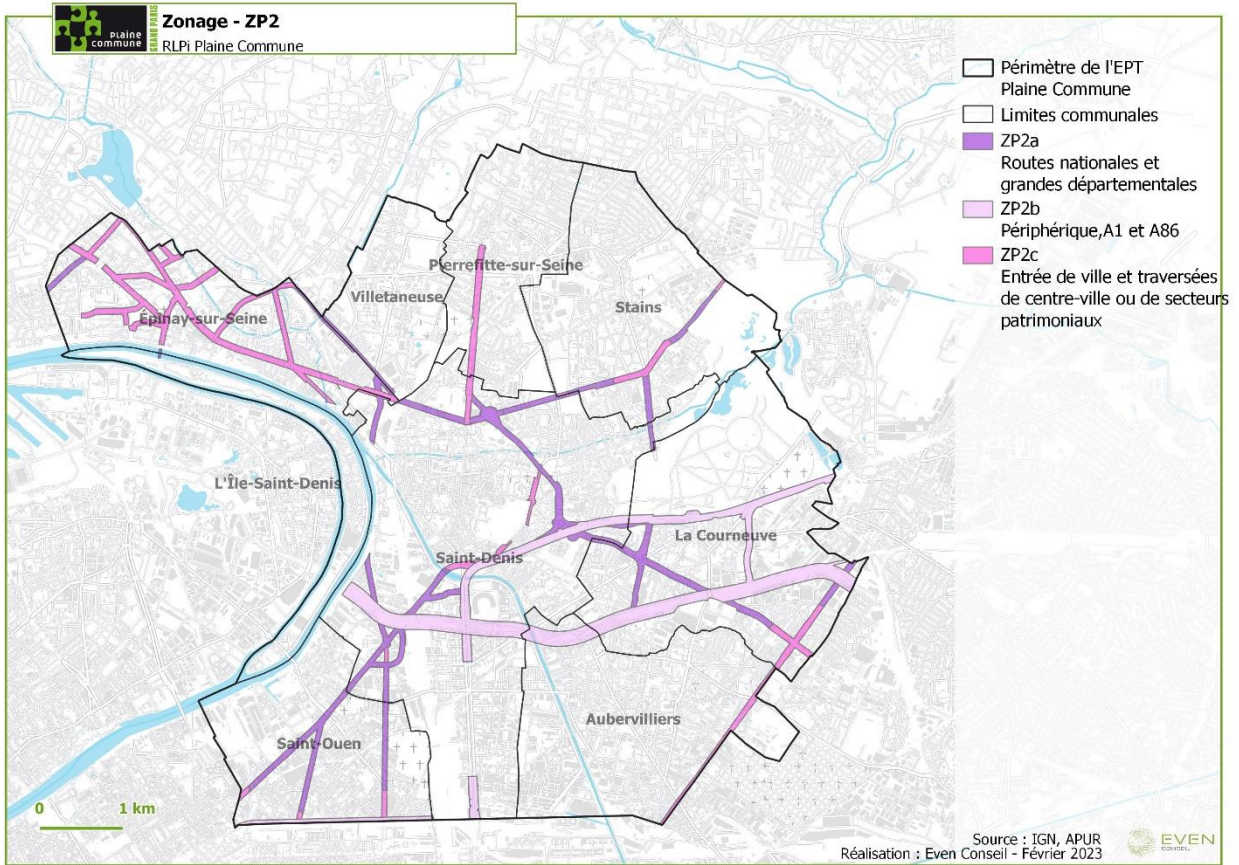 plaine
commune
GRAND PARIS
Zonage - ZP2
RLPi Plaine Commune
Périmètre de l'EPT
Plaine Commune
Limites communales
ZP2a
Routes nationales et
grandes départementales
ZP2b
Périphérique,A1 et A86
ZP2c
Entrée de ville et traversées
de centre-ville ou de secteurs
patrimoniaux
Pierrefitte-sur-Seine
Villetaneuse
Stains
Épinay-sur-Seine
L'Île-Saint-Denis
La Courneuve
Saint-Denis
Aubervilliers
Saint-Ouen
0 1 km
Source : IGN, APUR
Réalisation : Even Conseil - Février 2023
EVEN
CONSEIL